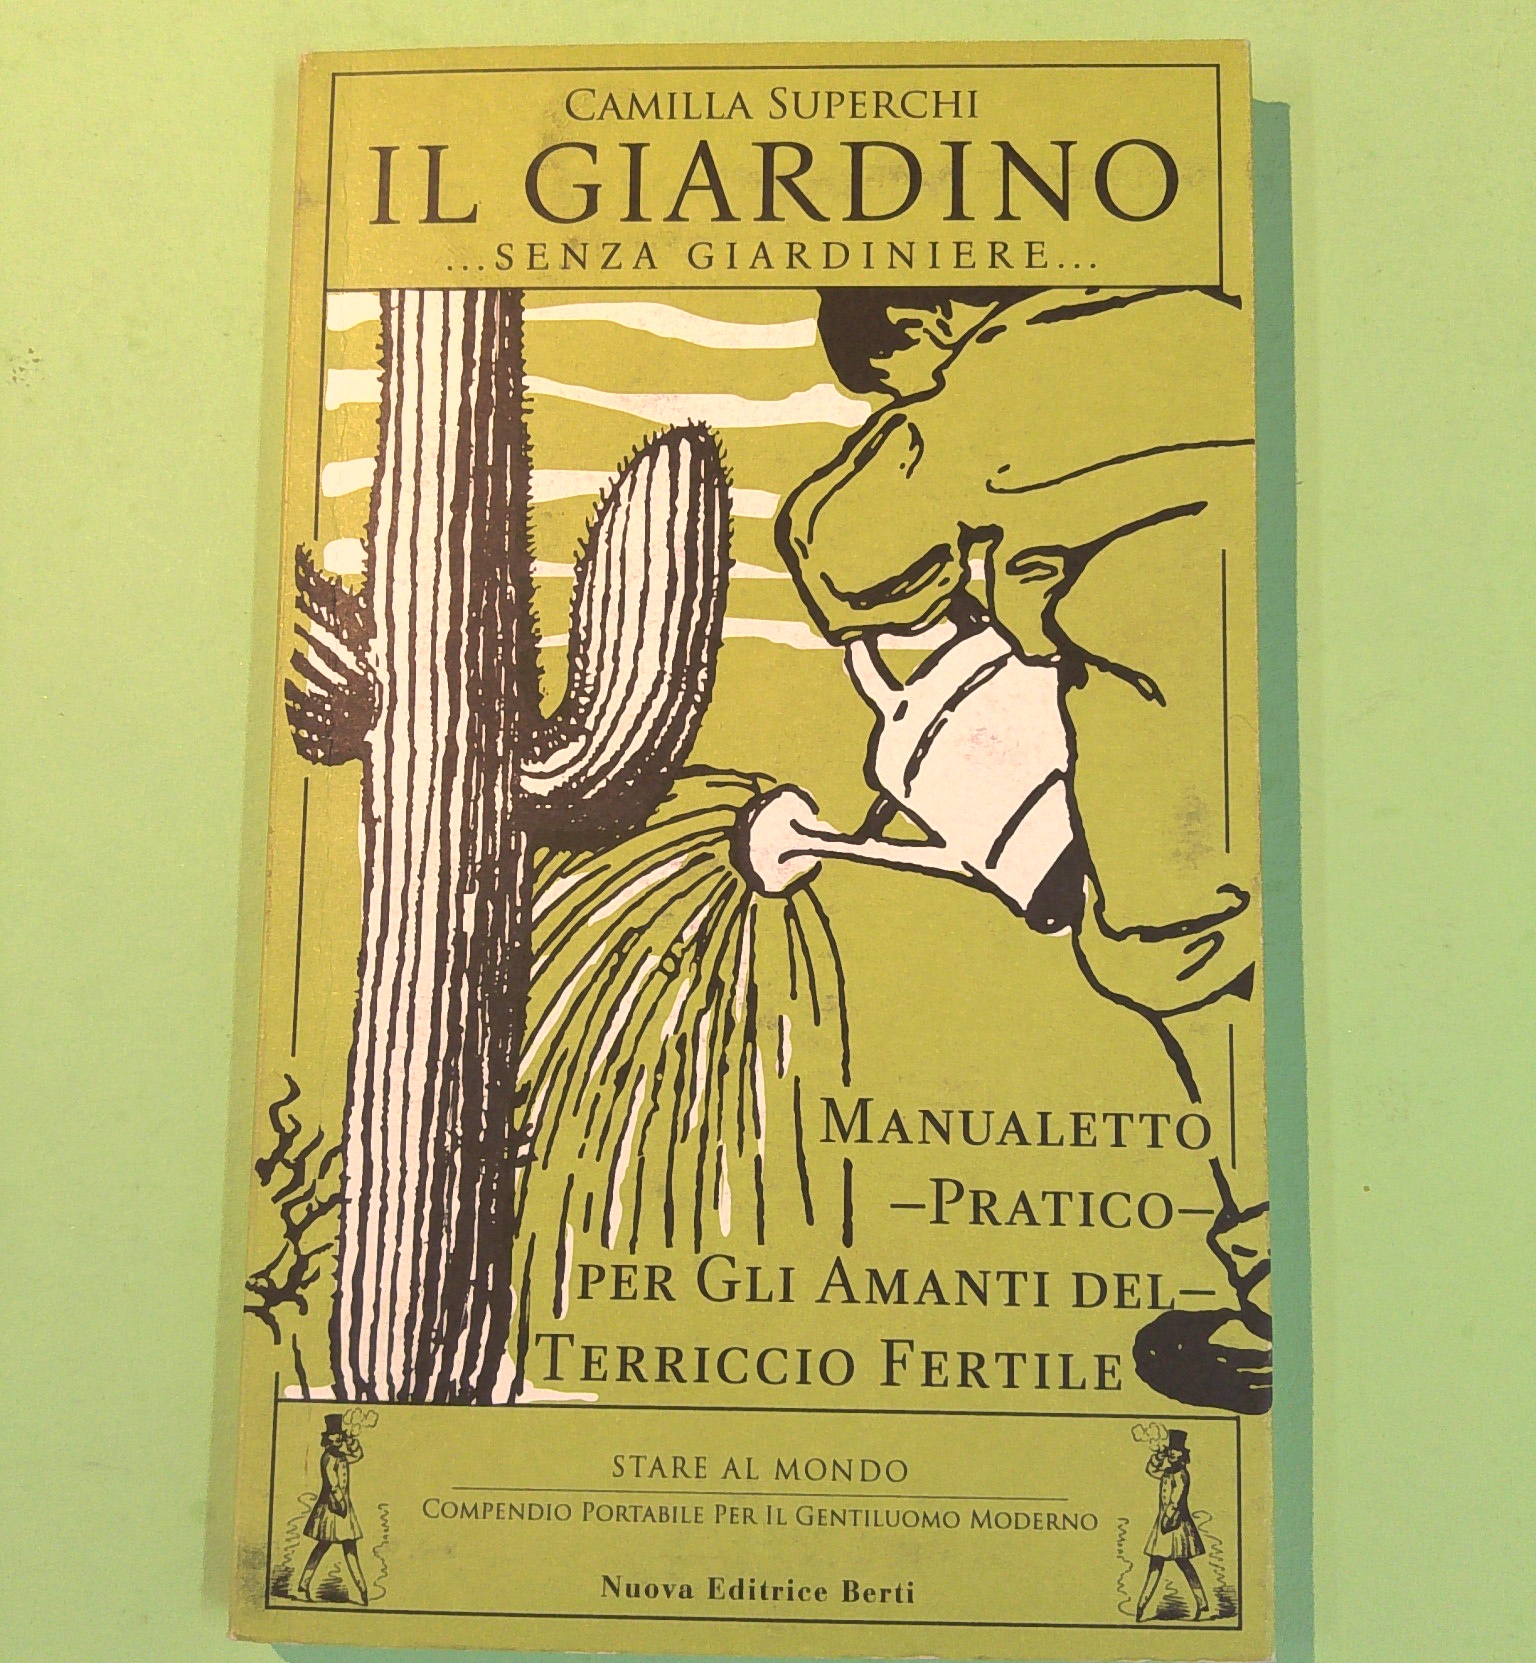 CAMILLA SUPERCHI
IL GIARDINO
...SENZA GIARDINIERE...
MANUALETTO
–PRATICO–
PER GLI AMANTI DEL–
TERRICCIO FERTILE
STARE AL MONDO
COMPENDIO PORTABILE PER IL GENTILUOMO MODERNO
Nuova Editrice Berti